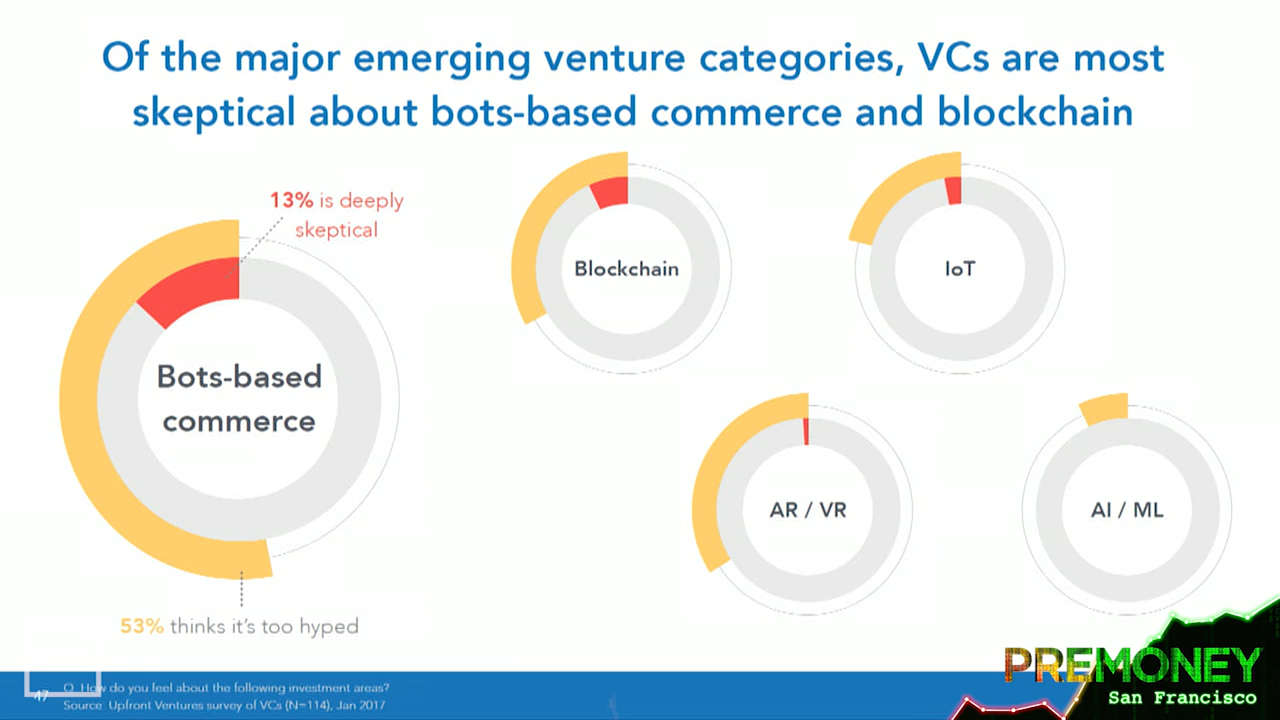 Of the major emerging venture categories, VCs are most
skeptical about bots-based commerce and blockchain
13% is deeply
skeptical
Bots-based
commerce
53% thinks it's too hyped
Blockchain
IoT
AR / VR
AI / ML
47
Q. How do you feel about the following investment areas?
Source: Upfront Ventures survey of VCs (N=114), Jan 2017
PREMONEY
San Francisco